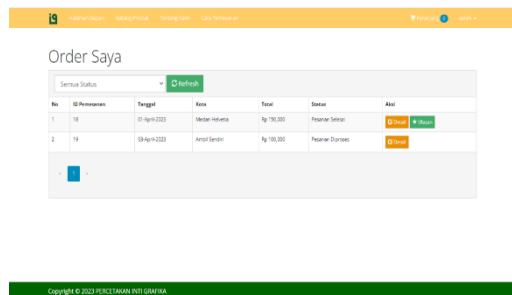 ig Halaman Depan Katalog Produk Tentang Kami Cara Pemesanan Keranjang 0
Order Saya
Semua Status Refresh
No ID Pemesanan Tanggal Kota Total Status Aksi
1 18 01-April-2023 Medan Helvetia Rp 150,000 Pesanan Selesai Detail Ulasan
2 19 03-April-2023 Ambil Sendiri Rp 100,000 Pesanan Diproses Detail
« 1 »
Copyright © 2023 PERCETAKAN INTI GRAFIKA